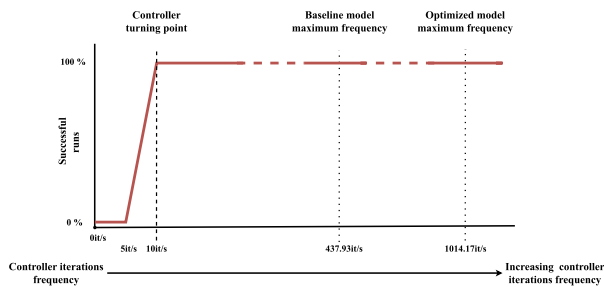 Controller
turning point
Baseline model
maximum frequency
Optimized model
maximum frequency
100 %
Successful
runs
0 %
0it/s
5it/s
10it/s
437.93it/s
1014.17it/s
Controller iterations
frequency
Increasing controller
iterations frequency